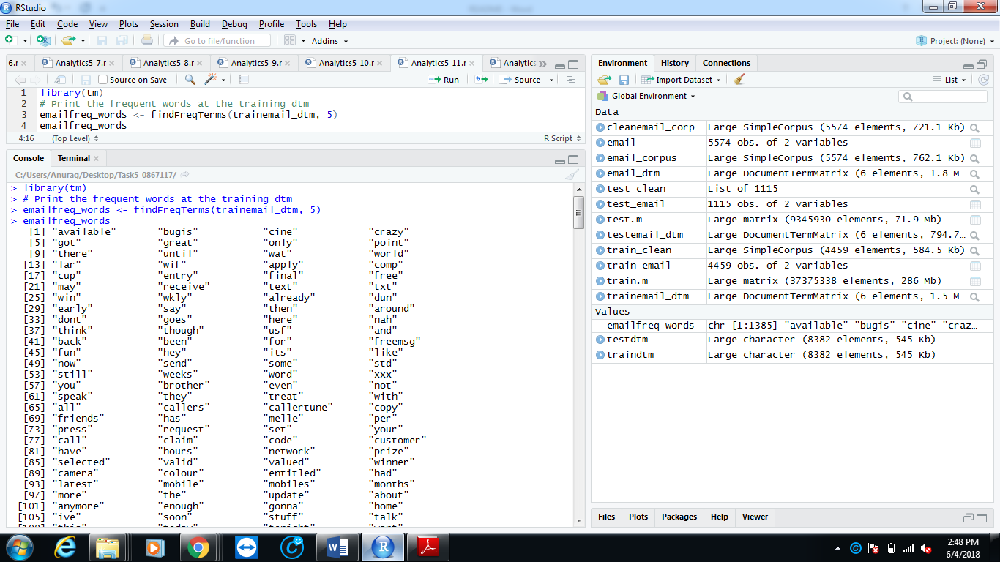 RStudio
File Edit Code View Plots Session Build Debug Profile Tools Help
Go to file/function Addins Project: (None)
_6.r Analytics5_7.r Analytics5_8.r Analytics5_9.r Analytics5_10.r Analytics5_11.r Analytics
Source on Save Run Source
1 library(tm)
2 # Print the frequent words at the training dtm
3 emailfreq_words <- findFreqTerms(trainemail_dtm, 5)
4 emailfreq_words
4:16 (Top Level) R Script
Console Terminal
C:/Users/Anurag/Desktop/Task5_0867117/
> library(tm)
> # Print the frequent words at the training dtm
> emailfreq_words <- findFreqTerms(trainemail_dtm, 5)
> emailfreq_words
[1] "available" "bugis" "cine" "crazy"
[5] "got" "great" "only" "point"
[9] "there" "until" "wat" "world"
[13] "lar" "wif" "apply" "comp"
[17] "cup" "entry" "final" "free"
[21] "may" "receive" "text" "txt"
[25] "win" "wkly" "already" "dun"
[29] "early" "say" "then" "around"
[33] "dont" "goes" "here" "nah"
[37] "think" "though" "usf" "and"
[41] "back" "been" "for" "freemsg"
[45] "fun" "hey" "its" "like"
[49] "now" "send" "some" "std"
[53] "still" "weeks" "word" "xxx"
[57] "you" "brother" "even" "not"
[61] "speak" "they" "treat" "with"
[65] "all" "callers" "callertune" "copy"
[69] "friends" "has" "melle" "per"
[73] "press" "request" "set" "your"
[77] "call" "claim" "code" "customer"
[81] "have" "hours" "network" "prize"
[85] "selected" "valid" "valued" "winner"
[89] "camera" "colour" "entitled" "had"
[93] "latest" "mobile" "mobiles" "months"
[97] "more" "the" "update" "about"
[101] "anymore" "enough" "gonna" "home"
[105] "ive" "soon" "stuff" "talk"
Environment History Connections
Import Dataset List
Global Environment
Data
cleanemail_corp… Large SimpleCorpus (5574 elements, 721.1 Kb)
email 5574 obs. of 2 variables
email_corpus Large SimpleCorpus (5574 elements, 762.1 Kb)
email_dtm Large DocumentTermMatrix (6 elements, 1.8 M…
test_clean List of 1115
test_email 1115 obs. of 2 variables
test.m Large matrix (9345930 elements, 71.9 Mb)
testemail_dtm Large DocumentTermMatrix (6 elements, 794.7…
train_clean Large SimpleCorpus (4459 elements, 584.5 Kb)
train_email 4459 obs. of 2 variables
train.m Large matrix (37375338 elements, 286 Mb)
trainemail_dtm Large DocumentTermMatrix (6 elements, 1.5 M…
Values
emailfreq_words chr [1:1385] "available" "bugis" "cine" "craz…
testdtm Large character (8382 elements, 545 Kb)
traindtm Large character (8382 elements, 545 Kb)
Files Plots Packages Help Viewer
2:48 PM
6/4/2018